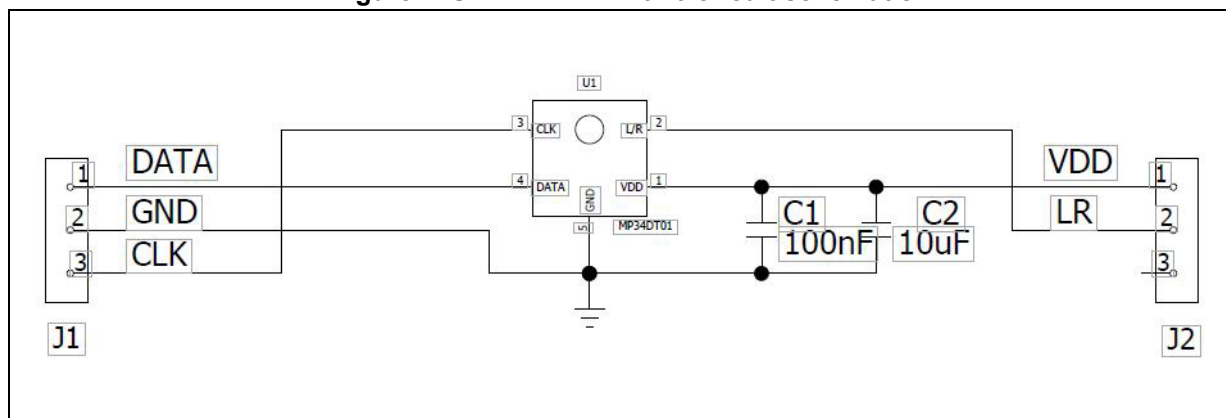 U1
3 CLK L/R 2
1 DATA 4 DATA VDD 1 VDD 1
2 GND GND C1 C2 LR 2
5 MP34DT01 100nF 10uF
3 CLK 3
J1 J2